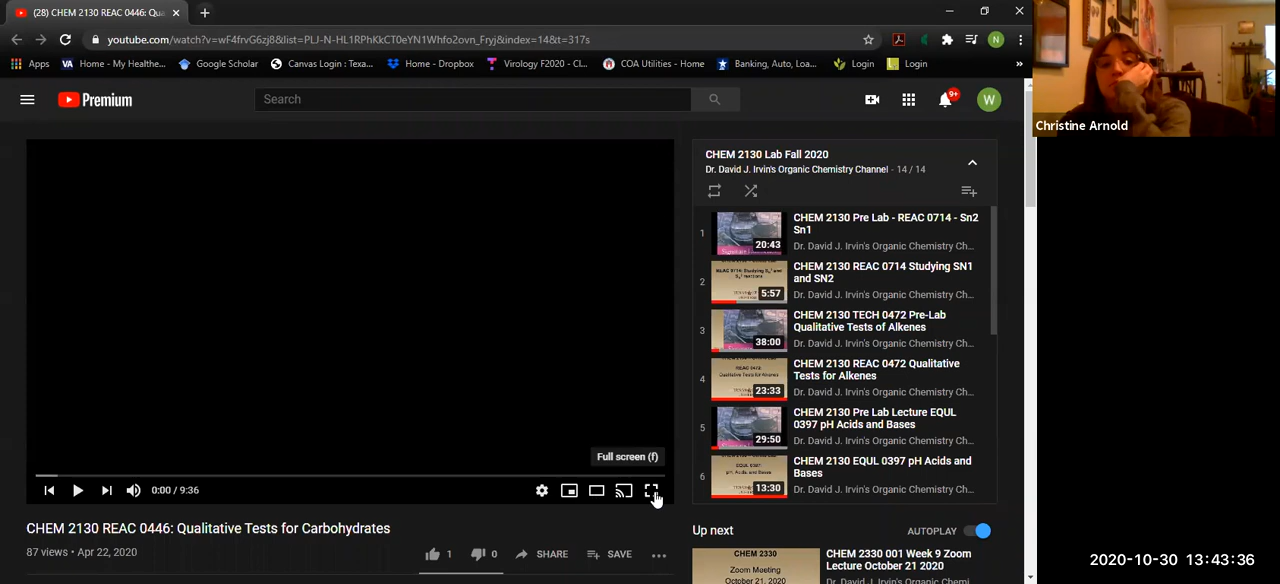 (28) CHEM 2130 REAC 0446: Qua
youtube.com/watch?v=wF4frvG6zj8&list=PLJ-N-HL1RPhKkCT0eYN1Whfo2ovn_Fryj&index=14&t=317s
N
Apps VA Home - My Healthe... Google Scholar Canvas Login : Texa... Home - Dropbox Virology F2020 - Cl... COA Utilities - Home Banking, Auto, Loa... Login Login »
Premium
Search
9+
W
Christine Arnold
CHEM 2130 Lab Fall 2020
Dr. David J. Irvin's Organic Chemistry Channel - 14 / 14
1
20:43
CHEM 2130 Pre Lab - REAC 0714 - Sn2
Sn1
Dr. David J. Irvin's Organic Chemistry Ch...
2
5:57
CHEM 2130 REAC 0714 Studying SN1
and SN2
Dr. David J. Irvin's Organic Chemistry Ch...
3
38:00
CHEM 2130 TECH 0472 Pre-Lab
Qualitative Tests of Alkenes
Dr. David J. Irvin's Organic Chemistry Ch...
4
23:33
CHEM 2130 REAC 0472 Qualitative
Tests for Alkenes
Dr. David J. Irvin's Organic Chemistry Ch...
5
29:50
CHEM 2130 Pre Lab Lecture EQUL
0397 pH Acids and Bases
Dr. David J. Irvin's Organic Chemistry Ch...
6
13:30
CHEM 2130 EQUL 0397 pH Acids and
Bases
Dr. David J. Irvin's Organic Chemistry Ch...
Full screen (f)
0:00 / 9:36
CHEM 2130 REAC 0446: Qualitative Tests for Carbohydrates
87 views • Apr 22, 2020
1 0 SHARE SAVE
Up next
AUTOPLAY
CHEM 2330
Zoom Meeting
October 21, 2020
CHEM 2330 001 Week 9 Zoom
Lecture October 21 2020
Dr. David J. Irvin's Organic Chemi
2020-10-30 13:43:36